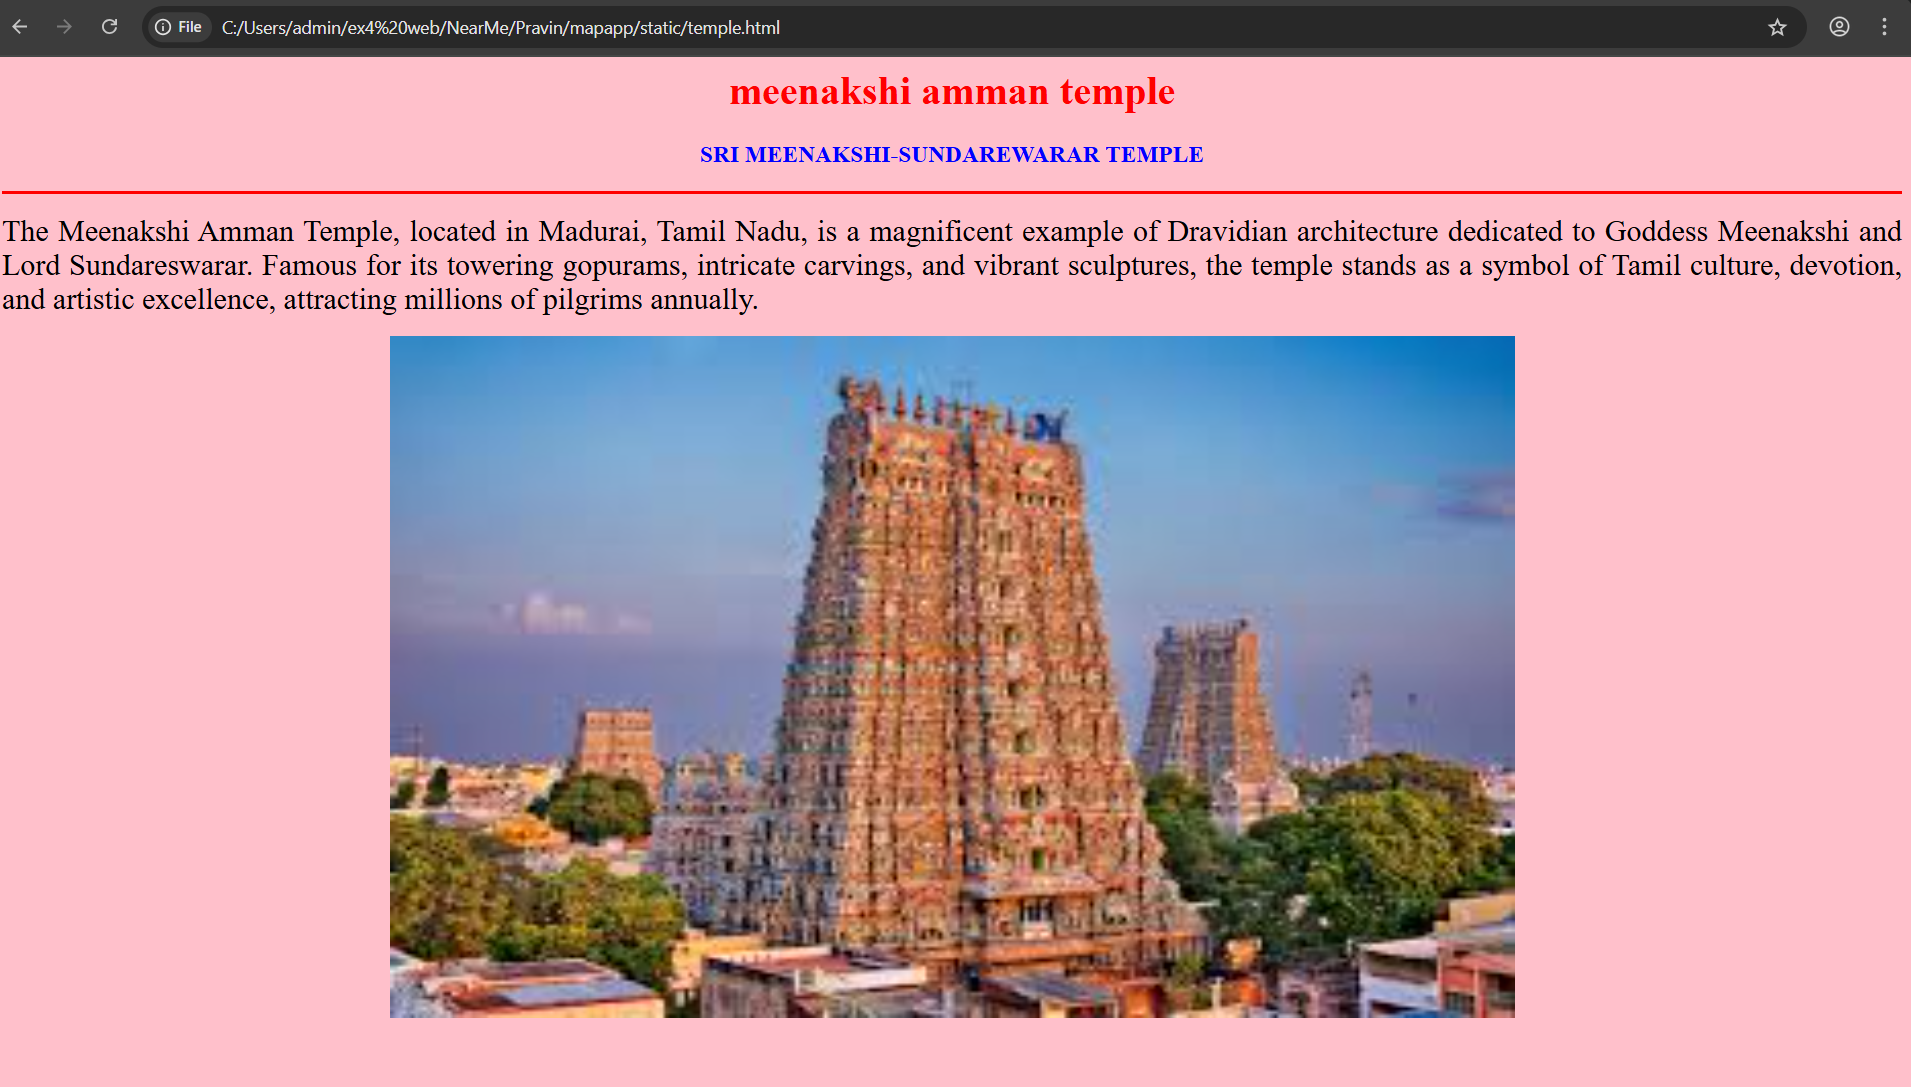 File
C:/Users/admin/ex4%20web/NearMe/Pravin/mapapp/static/temple.html
meenakshi amman temple
SRI MEENAKSHI-SUNDAREWARAR TEMPLE
The Meenakshi Amman Temple, located in Madurai, Tamil Nadu, is a magnificent example of Dravidian architecture dedicated to Goddess Meenakshi and
Lord Sundareswarar. Famous for its towering gopurams, intricate carvings, and vibrant sculptures, the temple stands as a symbol of Tamil culture, devotion,
and artistic excellence, attracting millions of pilgrims annually.